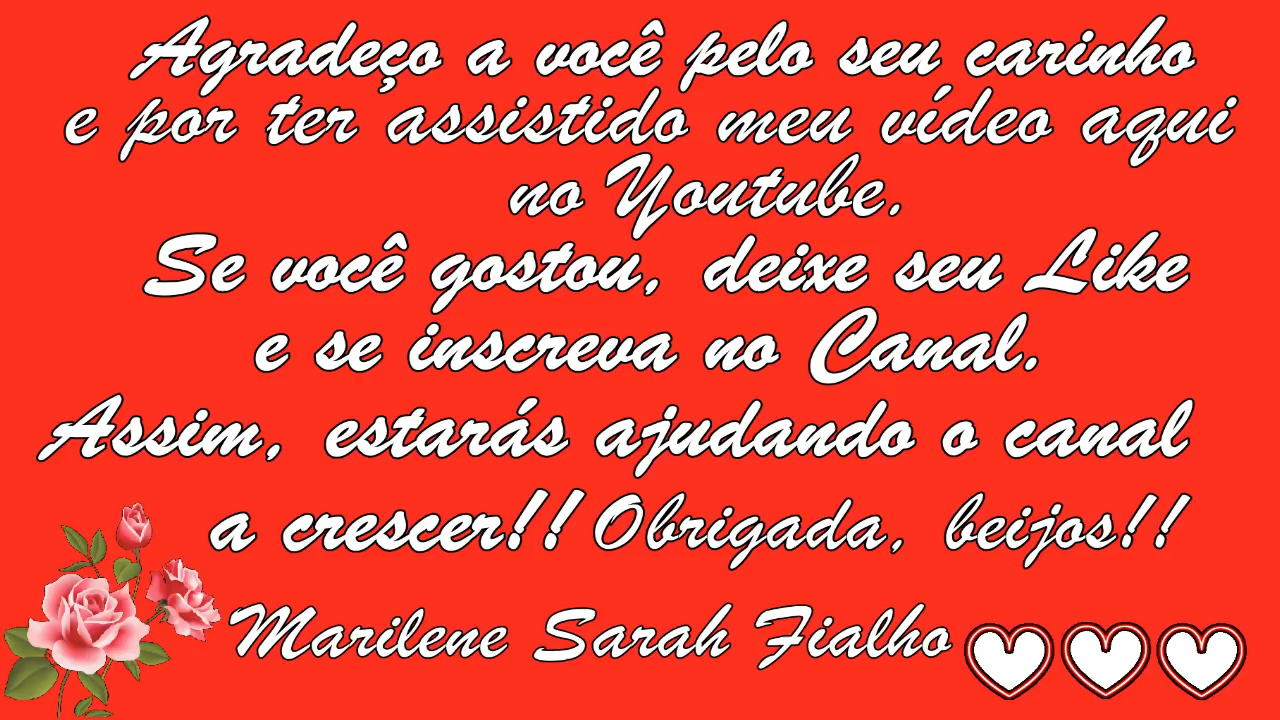 Agradeço a você pelo seu carinho
e por ter assistido meu vídeo aqui
no Youtube.
Se você gostou, deixe seu Like
e se inscreva no Canal.
Assim, estarás ajudando o canal
a crescer!! Obrigada, beijos!!
Marilene Sarah Fialho